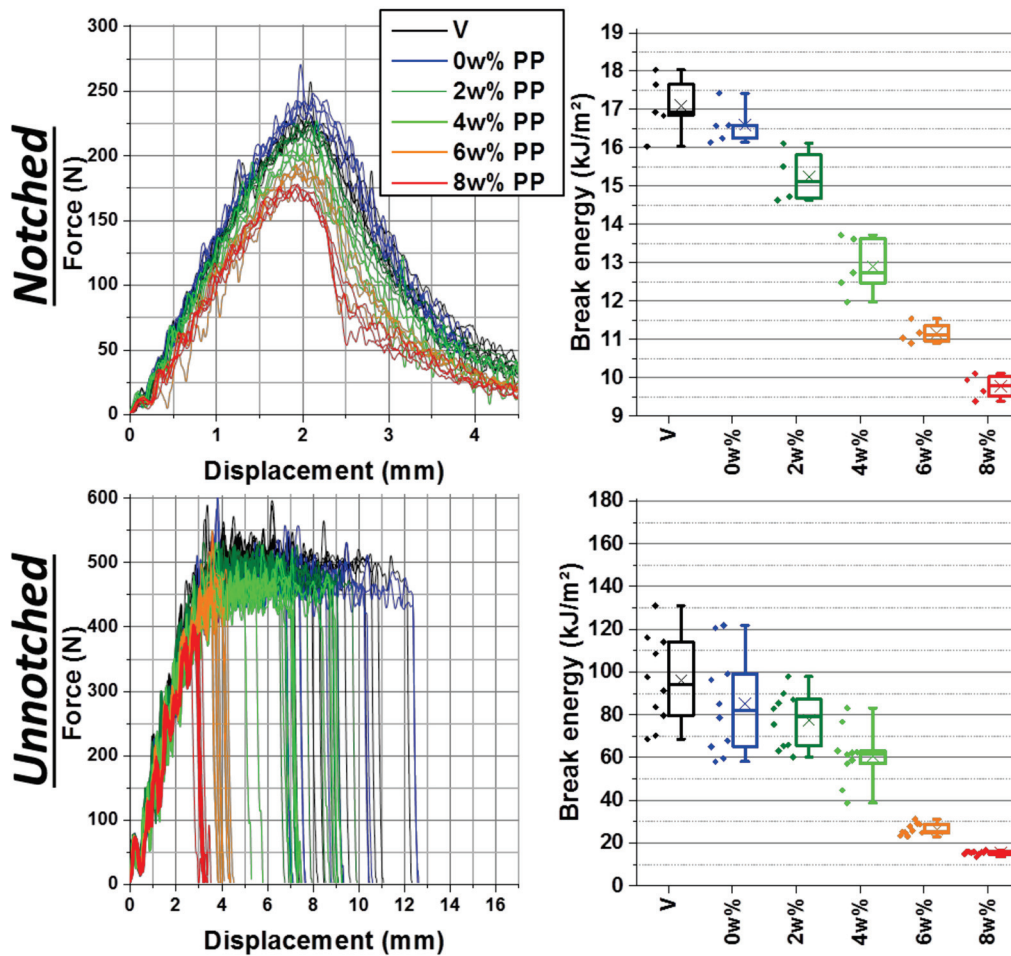 Notched
Force (N)
300
250
200
150
100
50
0
0 1 2 3 4
Displacement (mm)
V
0w% PP
2w% PP
4w% PP
6w% PP
8w% PP
Break energy (kJ/m²)
19
18
17
16
15
14
13
12
11
10
9
V 0w% 2w% 4w% 6w% 8w%
Unnotched
Force (N)
600
500
400
300
200
100
0
0 2 4 6 8 10 12 14 16
Displacement (mm)
Break energy (kJ/m²)
180
160
140
120
100
80
60
40
20
0
V 0w% 2w% 4w% 6w% 8w%